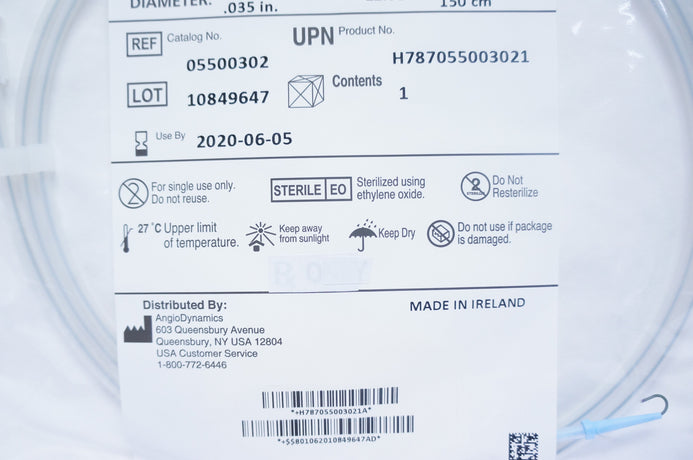 DIAMETER: .035 in.
150 cm
REF Catalog No. UPN Product No.
05500302 H787055003021
LOT 10849647 Contents
1
Use By 2020-06-05
For single use only.
Do not reuse.
STERILE EO Sterilized using
ethylene oxide.
Do Not
Resterilize
27 °C Upper limit
of temperature.
Keep away
from sunlight
Keep Dry
Do not use if package
is damaged.
Distributed By:
AngioDynamics
603 Queensbury Avenue
Queensbury, NY USA 12804
USA Customer Service
1-800-772-6446
MADE IN IRELAND
*+H787055003021A*
*+$$801062010849647AD*